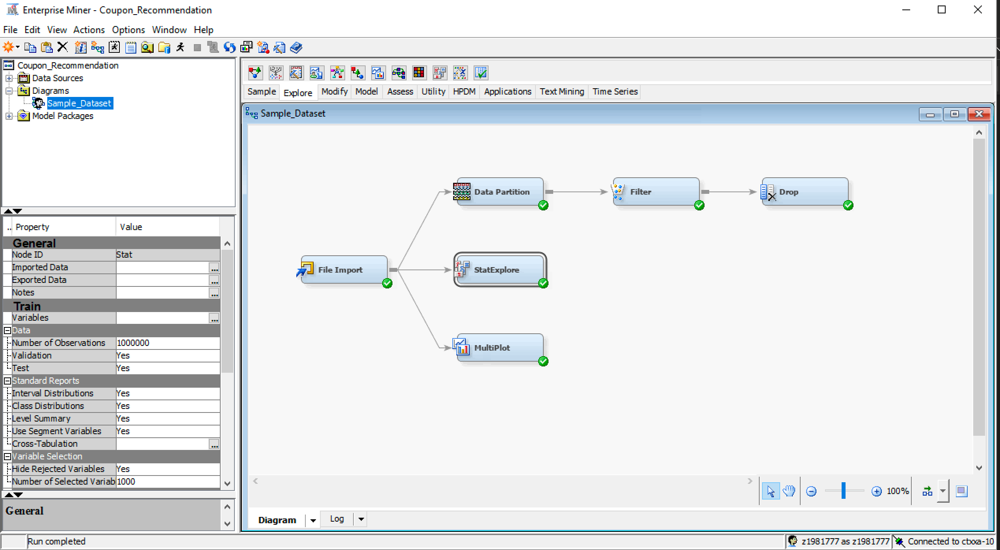 Enterprise Miner - Coupon_Recommendation
File Edit View Actions Options Window Help
Coupon_Recommendation
Data Sources
Diagrams
Sample_Dataset
Model Packages
.. Property Value
General
Node ID Stat
Imported Data ...
Exported Data ...
Notes ...
Train
Variables ...
Data
Number of Observations 1000000
Validation Yes
Test Yes
Standard Reports
Interval Distributions Yes
Class Distributions Yes
Level Summary Yes
Use Segment Variables Yes
Cross-Tabulation ...
Variable Selection
Hide Rejected Variables Yes
Number of Selected Variab 1000
General
Sample Explore Modify Model Assess Utility HPDM Applications Text Mining Time Series
Sample_Dataset
Data Partition Filter Drop
File Import StatExplore
MultiPlot
100%
Diagram Log
Run completed z1981777 as z1981777 Connected to ctxxa-10